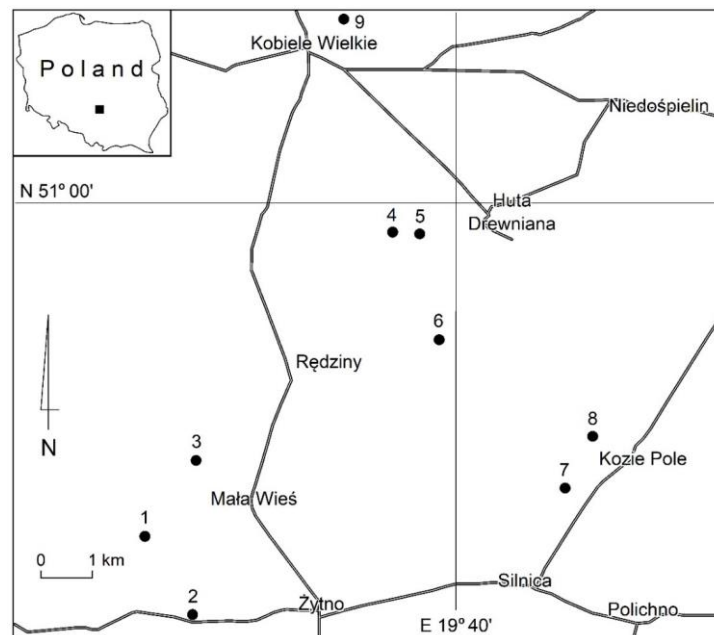 9
Kobiele Wielkie
Poland
Niedośpielin
N 51° 00'
Huta
Drewniana
4
5
6
Rędziny
N
3
8
Kozie Pole
7
Mała Wieś
1
0
1 km
2
Żytno
Silnica
Polichno
E 19° 40'